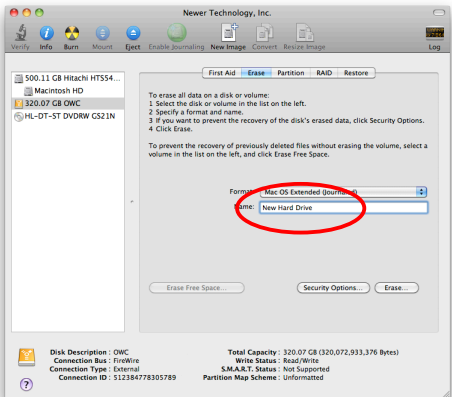 Newer Technology, Inc.
Verify Info Burn Mount Eject Enable Journaling New Image Convert Resize Image Log
500.11 GB Hitachi HTS54...
Macintosh HD
320.07 GB OWC
HL-DT-ST DVDRW GS21N
First Aid Erase Partition RAID Restore
To erase all data on a disk or volume:
1 Select the disk or volume in the list on the left.
2 Specify a format and name.
3 If you want to prevent the recovery of the disk's erased data, click Security Options.
4 Click Erase.
To prevent the recovery of previously deleted files without erasing the volume, select a
volume in the list on the left, and click Erase Free Space.
Format: Mac OS Extended (Journaled)
Name: New Hard Drive
Erase Free Space... Security Options... Erase...
Disk Description : OWC
Connection Bus : FireWire
Connection Type : External
Connection ID : 512384778305789
Total Capacity : 320.07 GB (320,072,933,376 Bytes)
Write Status : Read/Write
S.M.A.R.T. Status : Not Supported
Partition Map Scheme : Unformatted
?